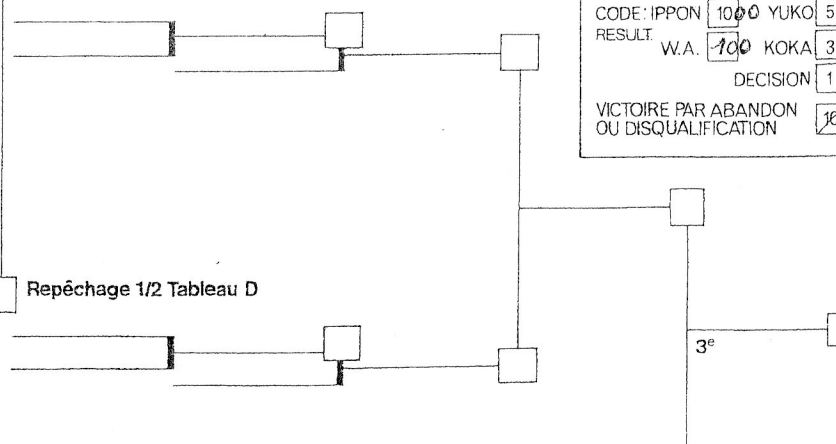 CODE: IPPON 1000 YUKO 5
RESULT W.A. 100 KOKA 3
DECISION 1
VICTOIRE PAR ABANDON
OU DISQUALIFICATION
Repêchage 1/2 Tableau D
3e